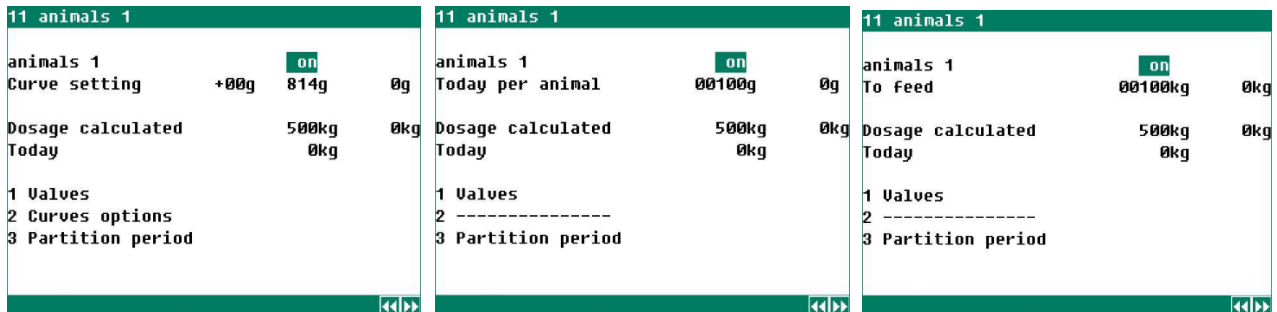 11 animals 1
animals 1 on
Curve setting +00g 814g 0g
Dosage calculated 500kg 0kg
Today 0kg
1 Valves
2 Curves options
3 Partition period
11 animals 1
animals 1 on
Today per animal 00100g 0g
Dosage calculated 500kg 0kg
Today 0kg
1 Valves
2 ---------------
3 Partition period
11 animals 1
animals 1 on
To feed 00100kg 0kg
Dosage calculated 500kg 0kg
Today 0kg
1 Valves
2 ---------------
3 Partition period